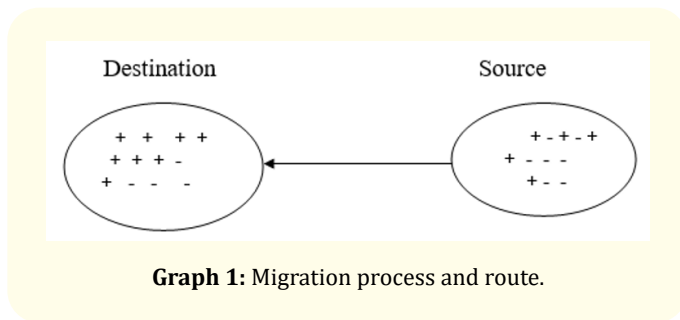 Destination
Source
+ + + +
+ + + -
+ - - -
+ - + - +
+ - - -
+ - -
Graph 1: Migration process and route.